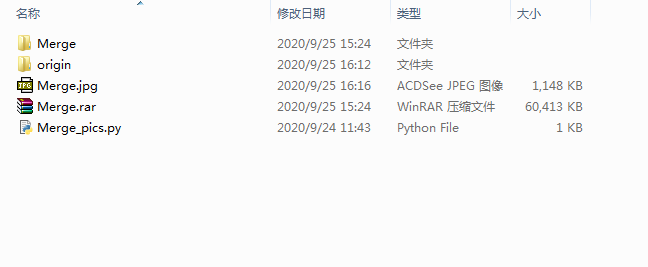 名称 修改日期 类型 大小
Merge 2020/9/25 15:24 文件夹
origin 2020/9/25 16:12 文件夹
Merge.jpg 2020/9/25 16:16 ACDSee JPEG 图像 1,148 KB
Merge.rar 2020/9/25 15:24 WinRAR 压缩文件 60,413 KB
Merge_pics.py 2020/9/24 11:43 Python File 1 KB